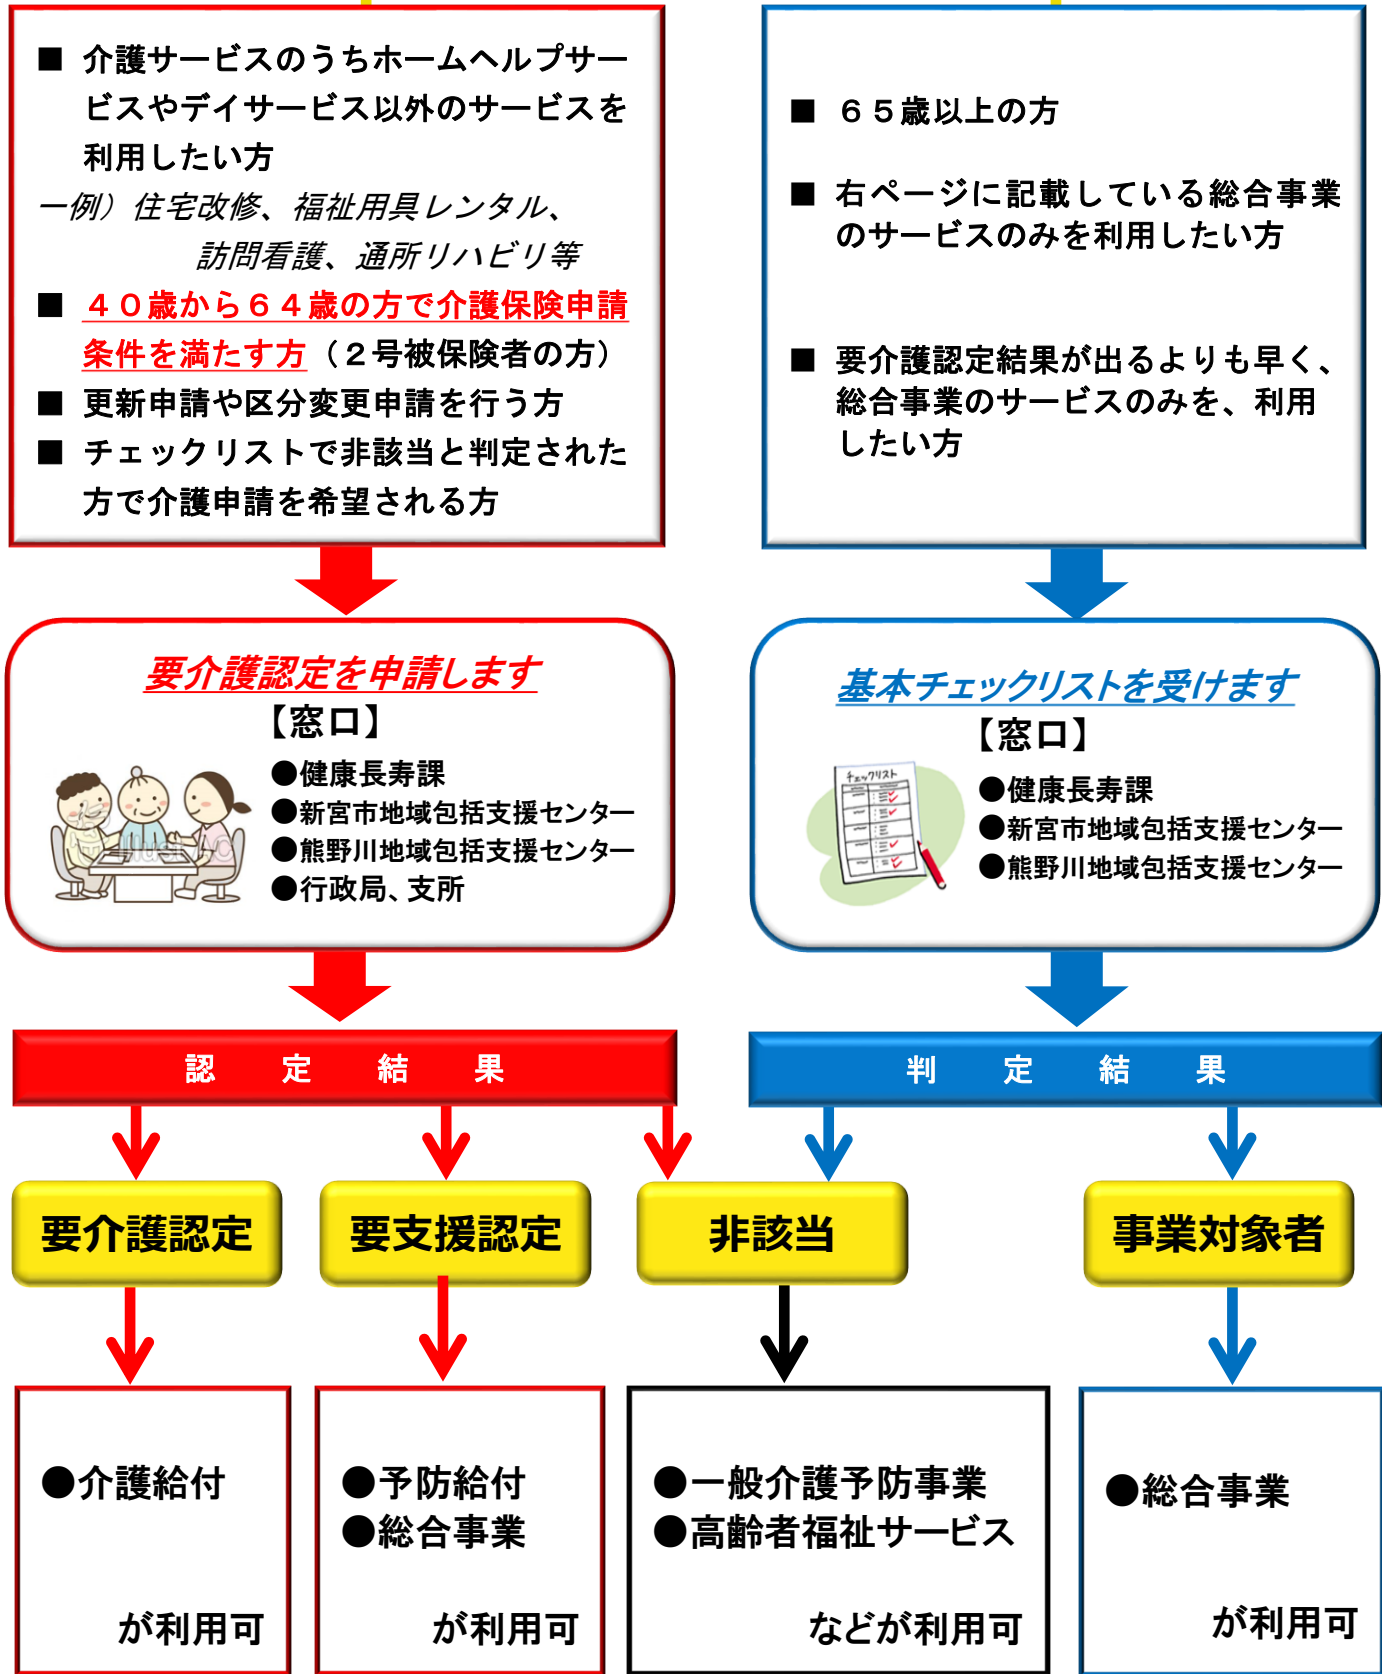 ■ 介護サービスのうちホームヘルプサー
ビスやデイサービス以外のサービスを
利用したい方
一例）住宅改修、福祉用具レンタル、
訪問看護、通所リハビリ等
■ ４０歳から６４歳の方で介護保険申請
条件を満たす方（２号被保険者の方）
■ 更新申請や区分変更申請を行う方
■ チェックリストで非該当と判定された
方で介護申請を希望される方
■ ６５歳以上の方
■ 右ページに記載している総合事業
のサービスのみを利用したい方
■ 要介護認定結果が出るよりも早く、
総合事業のサービスのみを、利用
したい方
要介護認定を申請します
【窓口】
●健康長寿課
●新宮市地域包括支援センター
●熊野川地域包括支援センター
●行政局、支所
基本チェックリストを受けます
【窓口】
チェックリスト
●健康長寿課
●新宮市地域包括支援センター
●熊野川地域包括支援センター
認定結果
判定結果
要介護認定
要支援認定
非該当
事業対象者
●介護給付
が利用可
●予防給付
●総合事業
が利用可
●一般介護予防事業
●高齢者福祉サービス
などが利用可
●総合事業
が利用可